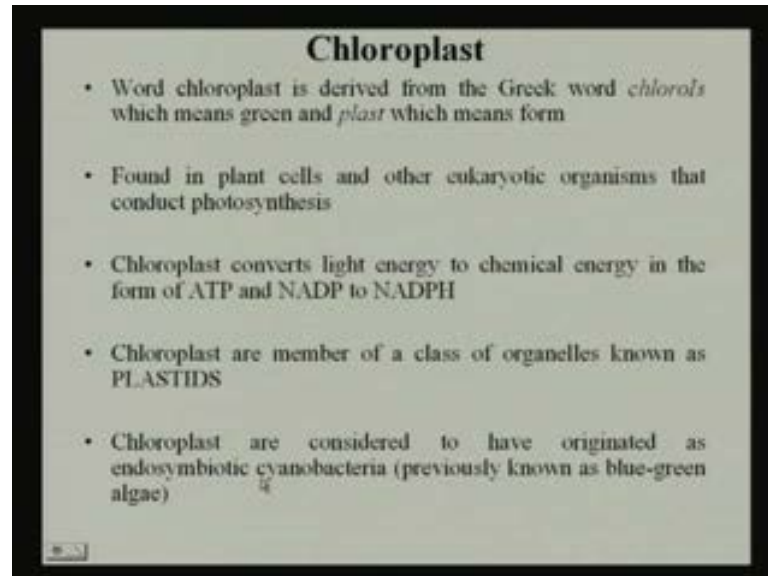 Chloroplast
• Word chloroplast is derived from the Greek word chlorols
which means green and plast which means form
• Found in plant cells and other eukaryotic organisms that
conduct photosynthesis
• Chloroplast converts light energy to chemical energy in the
form of ATP and NADP to NADPH
• Chloroplast are member of a class of organelles known as
PLASTIDS
• Chloroplast are considered to have originated as
endosymbiotic cyanobacteria (previously known as blue-green
algae)